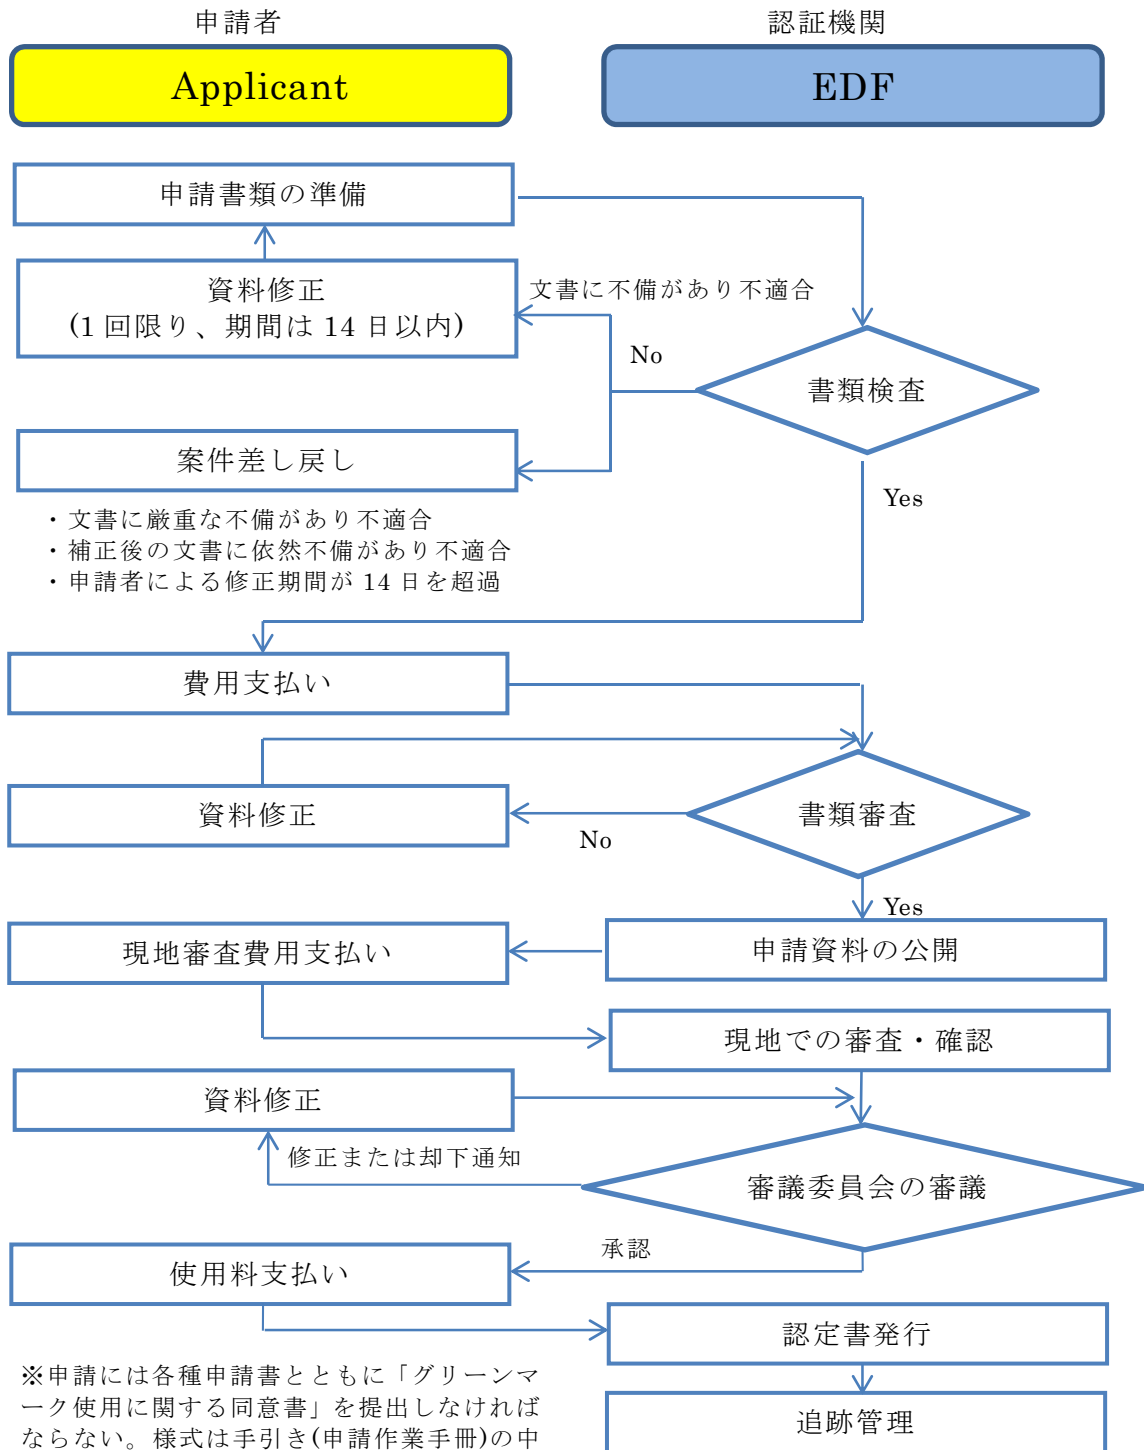 申請者
認証機関
Applicant
EDF
申請書類の準備
資料修正
(1 回限り、期間は 14 日以内)
文書に不備があり不適合
No
書類検査
案件差し戻し
Yes
・文書に厳重な不備があり不適合
・補正後の文書に依然不備があり不適合
・申請者による修正期間が 14 日を超過
費用支払い
資料修正
書類審査
No
Yes
現地審査費用支払い
申請資料の公開
現地での審査・確認
資料修正
修正または却下通知
審議委員会の審議
承認
使用料支払い
認定書発行
※申請には各種申請書とともに「グリーンマ
ーク使用に関する同意書」を提出しなければ
ならない。様式は手引き(申請作業手冊)の中
追跡管理